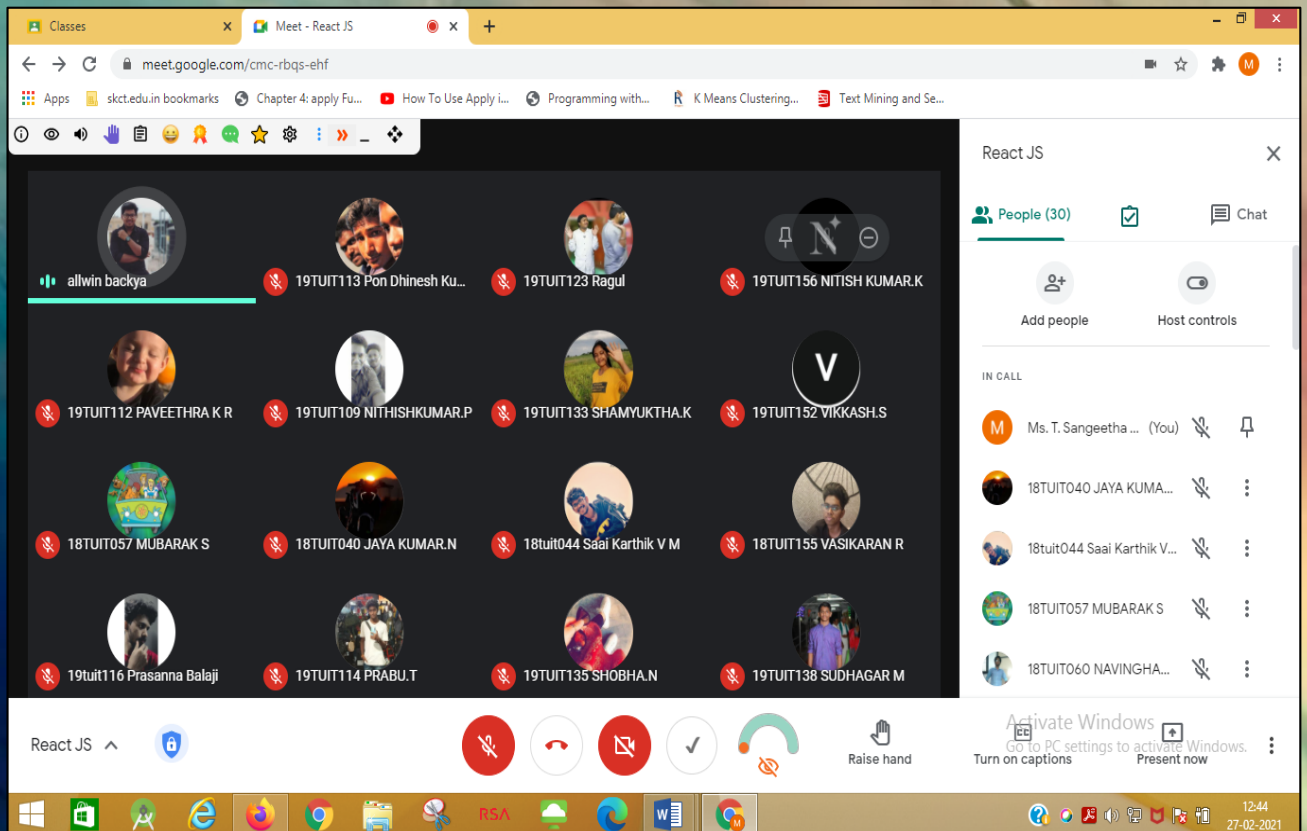 Classes
Meet - React JS
meet.google.com/cmc-rbqs-ehf
M
Apps skct.edu.in bookmarks Chapter 4: apply Fu... How To Use Apply i... Programming with... K Means Clustering... Text Mining and Se...
React JS
People (30) Chat
allwin backya
19TUIT113 Pon Dhinesh Ku...
19TUIT123 Ragul
N
19TUIT156 NITISH KUMAR.K
Add people Host controls
19TUIT112 PAVEETHRA K R
19TUIT109 NITHISHKUMAR.P
19TUIT133 SHAMYUKTHA.K
V
19TUIT152 VIKKASH.S
IN CALL
M Ms. T. Sangeetha ... (You)
18TUIT040 JAYA KUMA...
18TUIT057 MUBARAK S
18TUIT040 JAYA KUMAR.N
18tuit044 Saai Karthik V M
18TUIT155 VASIKARAN R
18tuit044 Saai Karthik V...
18TUIT057 MUBARAK S
19tuit116 Prasanna Balaji
19TUIT114 PRABU.T
19TUIT135 SHOBHA.N
19TUIT138 SUDHAGAR M
18TUIT060 NAVINGHA...
React JS
Raise hand
Turn on captions
Present now
Activate Windows
Go to PC settings to activate Windows.
RSA
12:44
27-02-2021